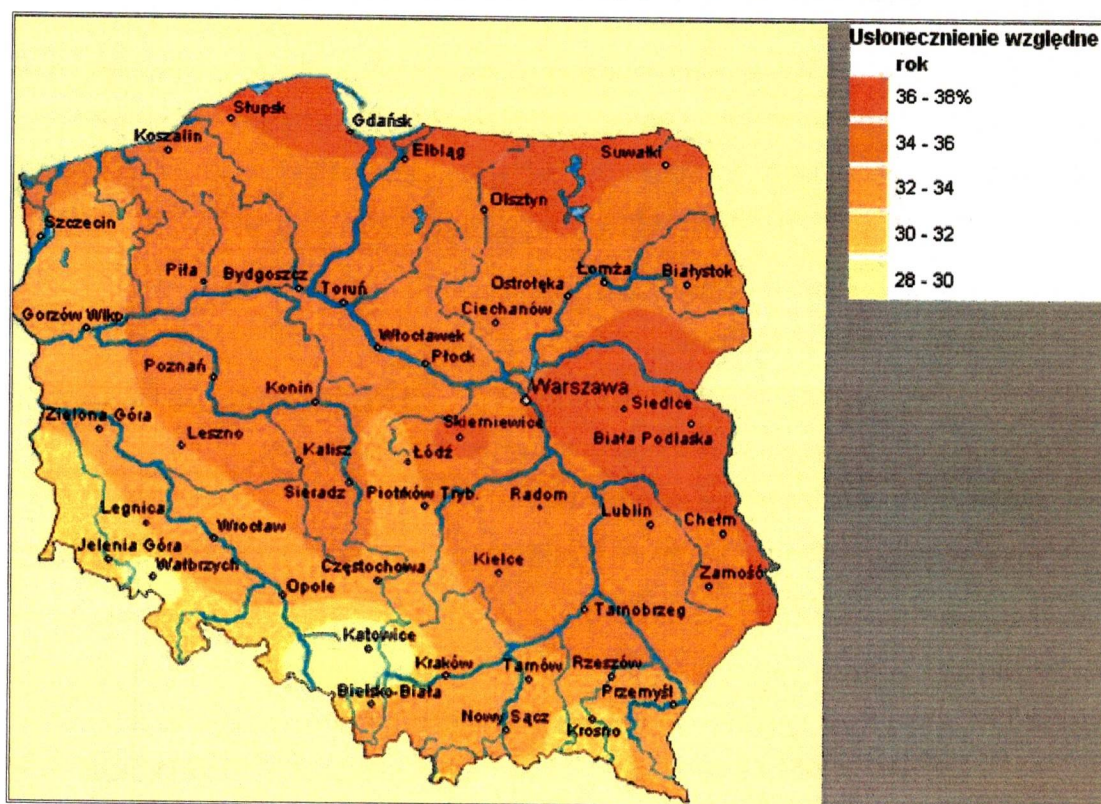 Usłonecznienie względne
rok
36 - 38%
34 - 36
32 - 34
30 - 32
28 - 30
Słupsk
Gdańsk
Koszalin
Elbląg
Suwałki
Olsztyn
Szczecin
Piła
Bydgoszcz
Toruń
Ostrołęka
Łomża
Białystok
Ciechanów
Gorzów Wlkp
Włocławek
Płock
Poznań
Konin
Warszawa
Siedlce
Zielona Góra
Leszno
Skierniewice
Biała Podlaska
Kalisz
Łódź
Sieradz
Piotrków Tryb.
Radom
Legnica
Wrocław
Lublin
Chełm
Jelenia Góra
Wałbrzych
Częstochowa
Kielce
Zamość
Opole
Tarnobrzeg
Katowice
Kraków
Tarnów
Rzeszów
Bielsko-Biała
Przemyśl
Nowy Sącz
Krosno